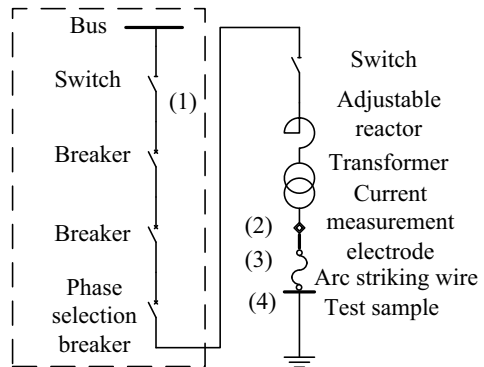 Bus
Switch
(1)
Breaker
Breaker
Phase
selection
breaker
Switch
Adjustable
reactor
Transformer
Current
(2) measurement
electrode
(3)
Arc striking wire
(4) Test sample